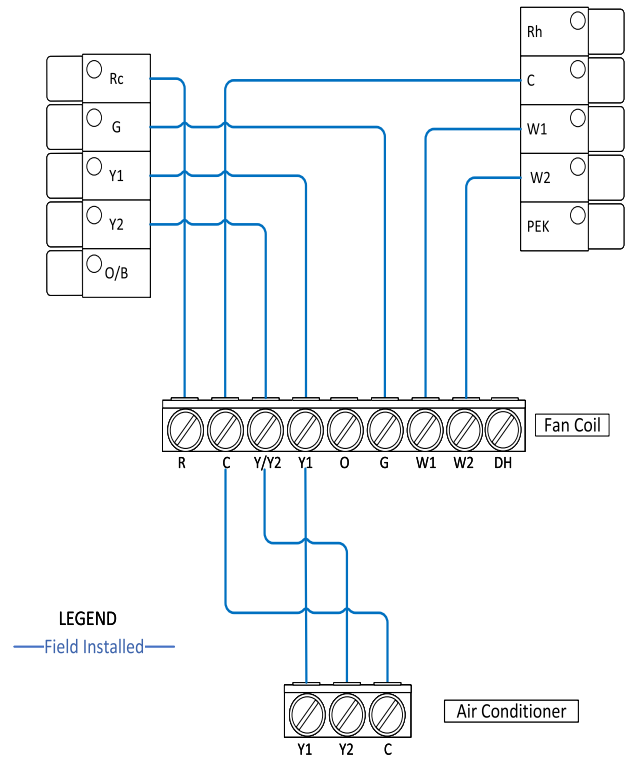 Rc
G
Y1
Y2
O/B
Rh
C
W1
W2
PEK
Fan Coil
R C Y/Y2 Y1 O G W1 W2 DH
LEGEND
Field Installed
Air Conditioner
Y1 Y2 C